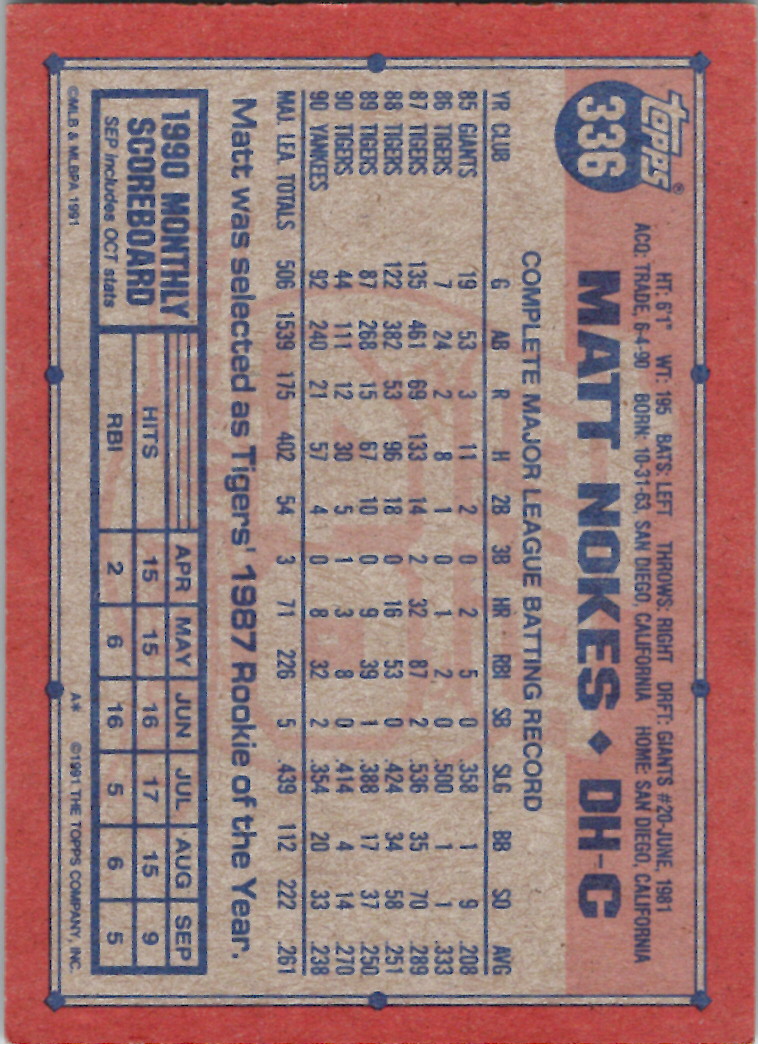 topps®
336
HT: 6'1" WT: 195 BATS: LEFT THROWS: RIGHT DRFT: GIANTS #20-JUNE, 1981
ACQ: TRADE, 6-4-90 BORN: 10-31-63, SAN DIEGO, CALIFORNIA HOME: SAN DIEGO, CALIFORNIA
MATT NOKES ♦ DH-C
COMPLETE MAJOR LEAGUE BATTING RECORD
YR CLUB G AB R H 2B 3B HR RBI SB SLG BB SO AVG
85 GIANTS 19 53 3 11 2 0 2 5 0 .358 1 9 .208
86 TIGERS 7 24 2 8 1 0 1 2 0 .500 1 1 .333
87 TIGERS 135 461 69 133 14 2 32 87 2 .536 35 70 .289
88 TIGERS 122 382 53 96 18 0 16 53 0 .424 34 58 .251
89 TIGERS 87 268 15 67 10 0 9 39 1 .388 17 37 .250
90 TIGERS 44 111 12 30 5 1 3 8 0 .414 4 14 .270
90 YANKEES 92 240 21 57 4 0 8 32 2 .354 20 33 .238
MAJ. LEA. TOTALS 506 1539 175 402 54 3 71 226 5 .439 112 222 .261
Matt was selected as Tigers' 1987 Rookie of the Year.
1990 MONTHLY
SCOREBOARD
SEP includes OCT stats
APR MAY JUN JUL AUG SEP
HITS 15 15 16 17 15 9
RBI 2 6 16 5 6 5
©MLB & MLBPA 1991
A* ©1991 THE TOPPS COMPANY, INC.